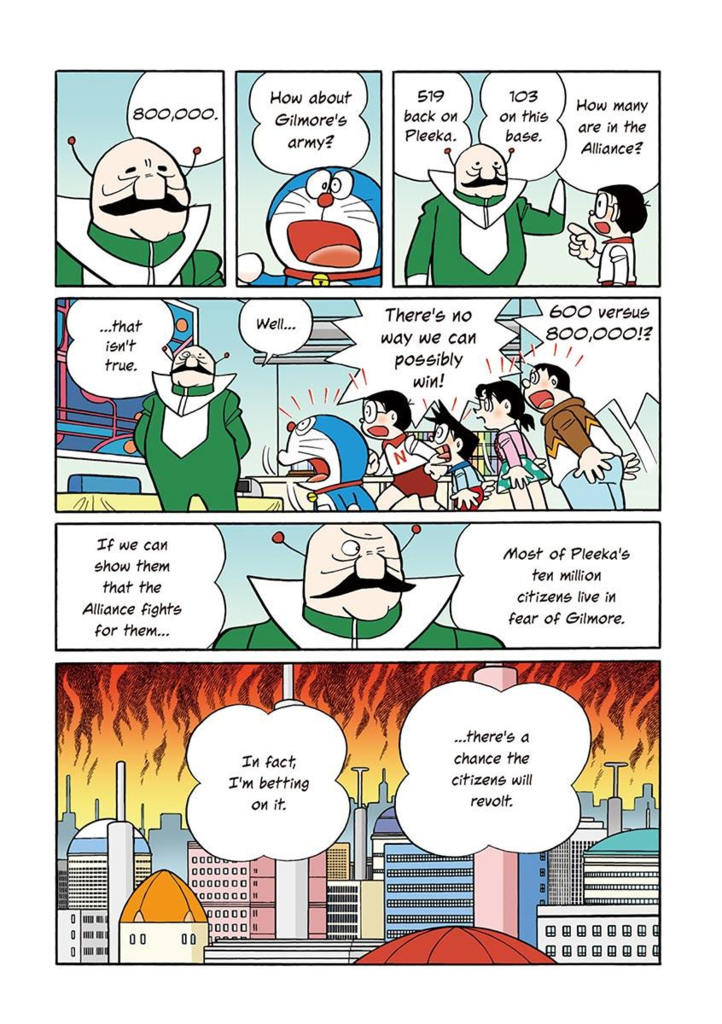 How many
are in the
Alliance?
103
on this
base.
519
back on
Pleeka.
How about
Gilmore's
army?
800,000.
600 versus
800,000!?
There's no
way we can
possibly
win!
Well...
...that
isn't
true.
N
Most of Pleeka's
ten million
citizens live in
fear of Gilmore.
If we can
show them
that the
Alliance fights
for them...
...there's a
chance the
citizens will
revolt.
In fact,
I'm betting
on it.